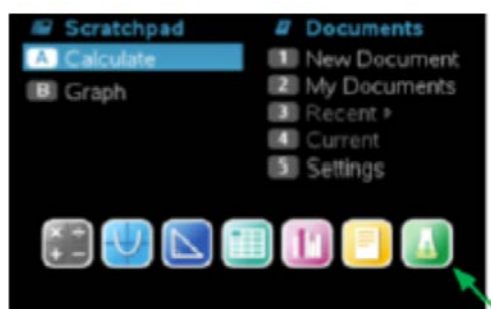 Scratchpad
A Calculate
B Graph
Documents
1 New Document
2 My Documents
3 Recent ▸
4 Current
5 Settings